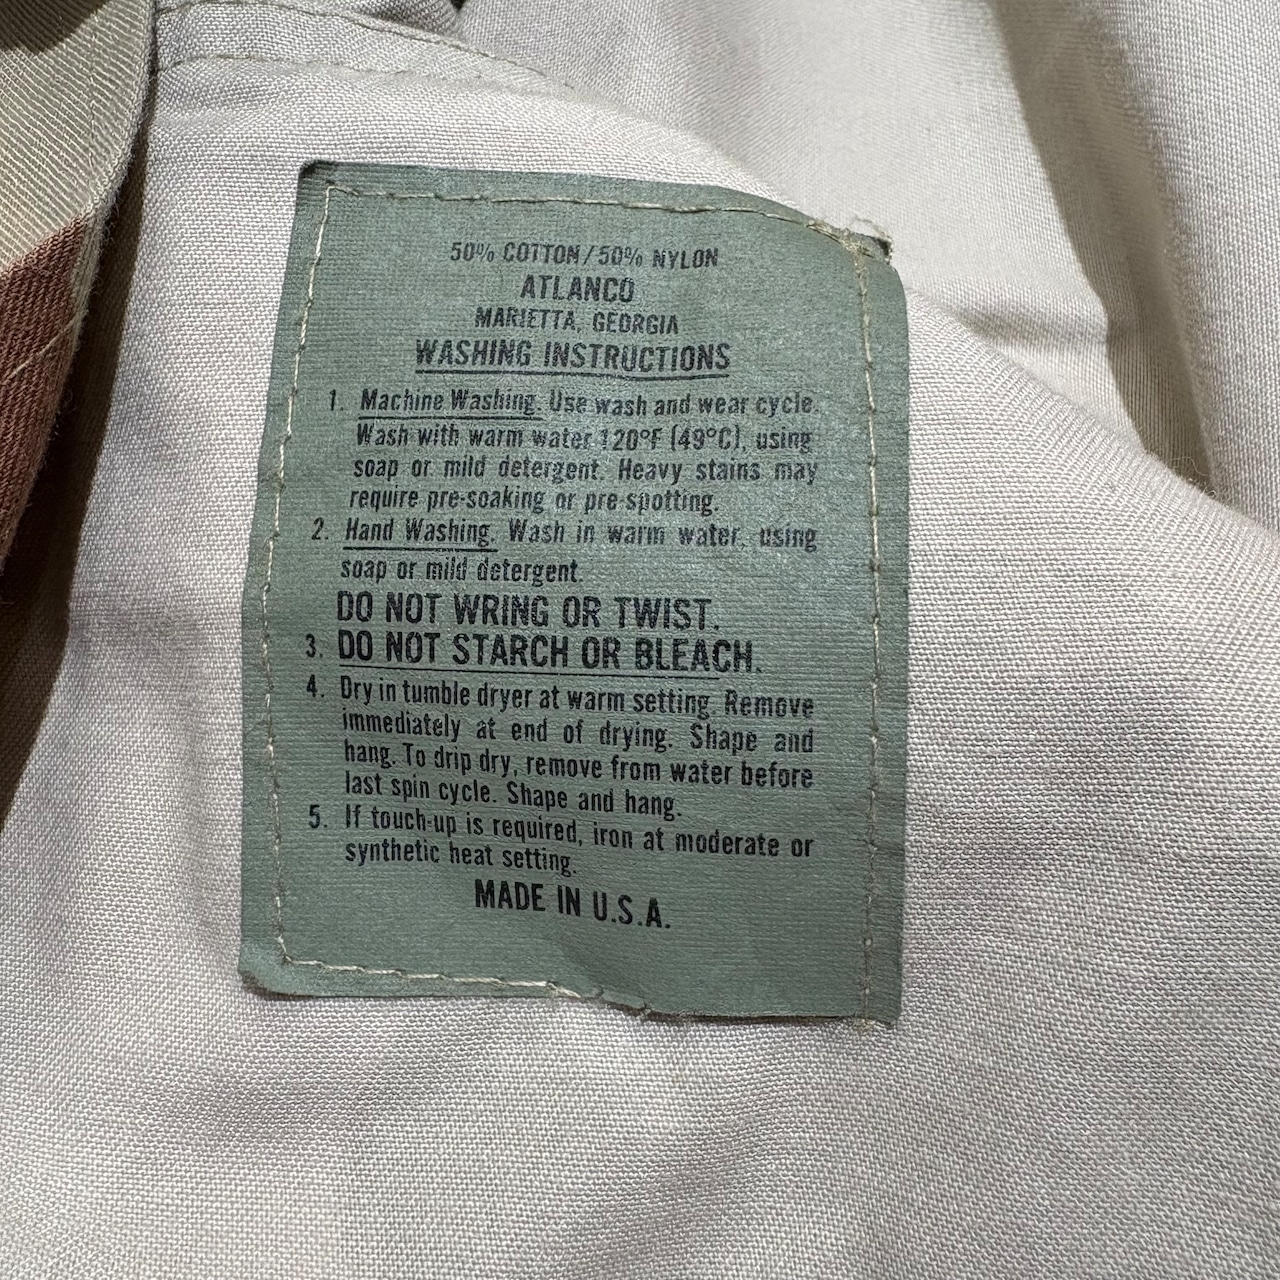 50% COTTON/50% NYLON
ATLANCO
MARIETTA, GEORGIA
WASHING INSTRUCTIONS
1. Machine Washing. Use wash and wear cycle.
Wash with warm water 120°F (49°C), using
soap or mild detergent. Heavy stains may
require pre-soaking or pre-spotting.
2. Hand Washing. Wash in warm water, using
soap or mild detergent.
DO NOT WRING OR TWIST.
3. DO NOT STARCH OR BLEACH.
4. Dry in tumble dryer at warm setting. Remove
immediately at end of drying. Shape and
hang. To drip dry, remove from water before
last spin cycle. Shape and hang.
5. If touch-up is required, iron at moderate or
synthetic heat setting.
MADE IN U.S.A.